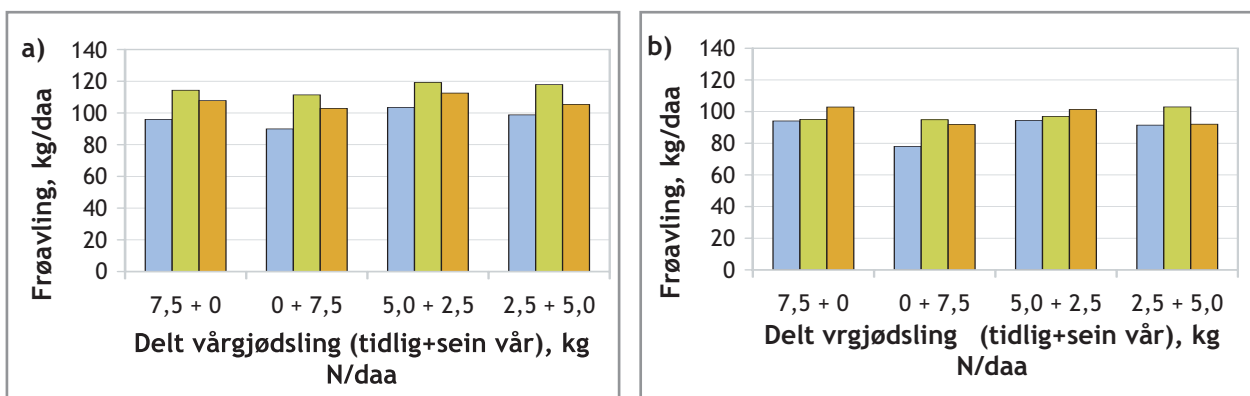 a)
Frøavling, kg/daa
140
120
100
80
60
40
20
0
7,5 + 0 0 + 7,5 5,0 + 2,5 2,5 + 5,0
Delt vårgjødsling (tidlig+sein vår), kg
N/daa
b)
Frøavling, kg/daa
140
120
100
80
60
40
20
0
7,5 + 0 0 + 7,5 5,0 + 2,5 2,5 + 5,0
Delt vrgjødsling (tidlig+sein vår), kg
N/daa